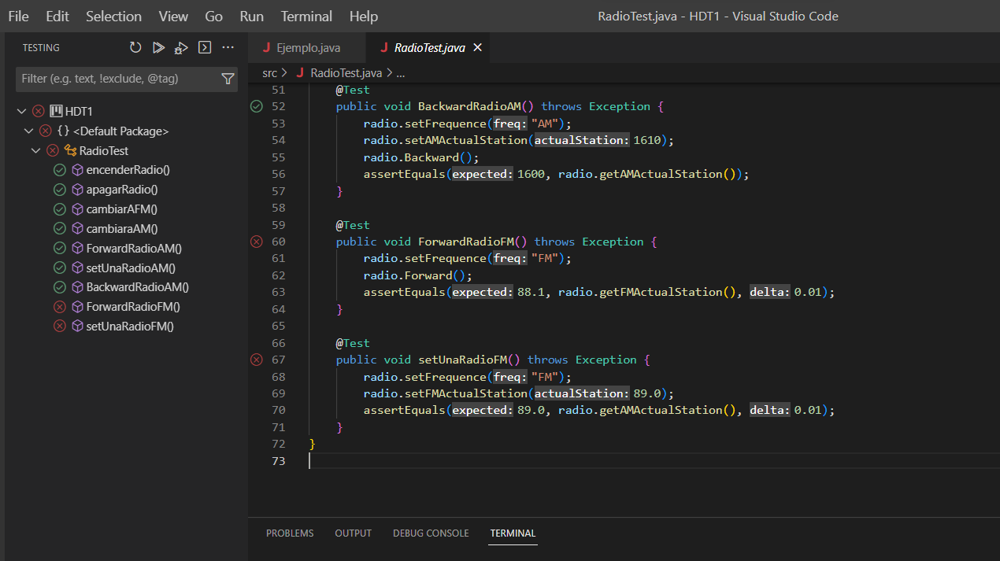 File Edit Selection View Go Run Terminal Help RadioTest.java - HDT1 - Visual Studio Code
TESTING
Filter (e.g. text, !exclude, @tag)
HDT1
{} <Default Package>
RadioTest
encenderRadio()
apagarRadio()
cambiarAFM()
cambiaraAM()
ForwardRadioAM()
setUnaRadioAM()
BackwardRadioAM()
ForwardRadioFM()
setUnaRadioFM()
J Ejemplo.java J RadioTest.java ×
src > J RadioTest.java > ...
51 @Test
52 public void BackwardRadioAM() throws Exception {
53 radio.setFrequence(freq: "AM");
54 radio.setAMActualStation(actualStation: 1610);
55 radio.Backward();
56 assertEquals(expected: 1600, radio.getAMActualStation());
57 }
58
59 @Test
60 public void ForwardRadioFM() throws Exception {
61 radio.setFrequence(freq: "FM");
62 radio.Forward();
63 assertEquals(expected: 88.1, radio.getFMActualStation(), delta: 0.01);
64 }
65
66 @Test
67 public void setUnaRadioFM() throws Exception {
68 radio.setFrequence(freq: "FM");
69 radio.setFMActualStation(actualStation: 89.0);
70 assertEquals(expected: 89.0, radio.getAMActualStation(), delta: 0.01);
71 }
72 }
73
PROBLEMS OUTPUT DEBUG CONSOLE TERMINAL